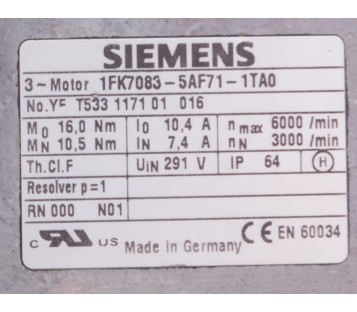 SIEMENS
3~Motor 1FK7083-5AF71-1TA0
No.YF T533 1171 01 016
M0 16,0 Nm I0 10,4 A n max 6000 /min
MN 10,5 Nm IN 7,4 A nN 3000 /min
Th.Cl.F UIN 291 V IP 64 H
Resolver p=1
RN 000 N01
c US Made in Germany CE EN 60034